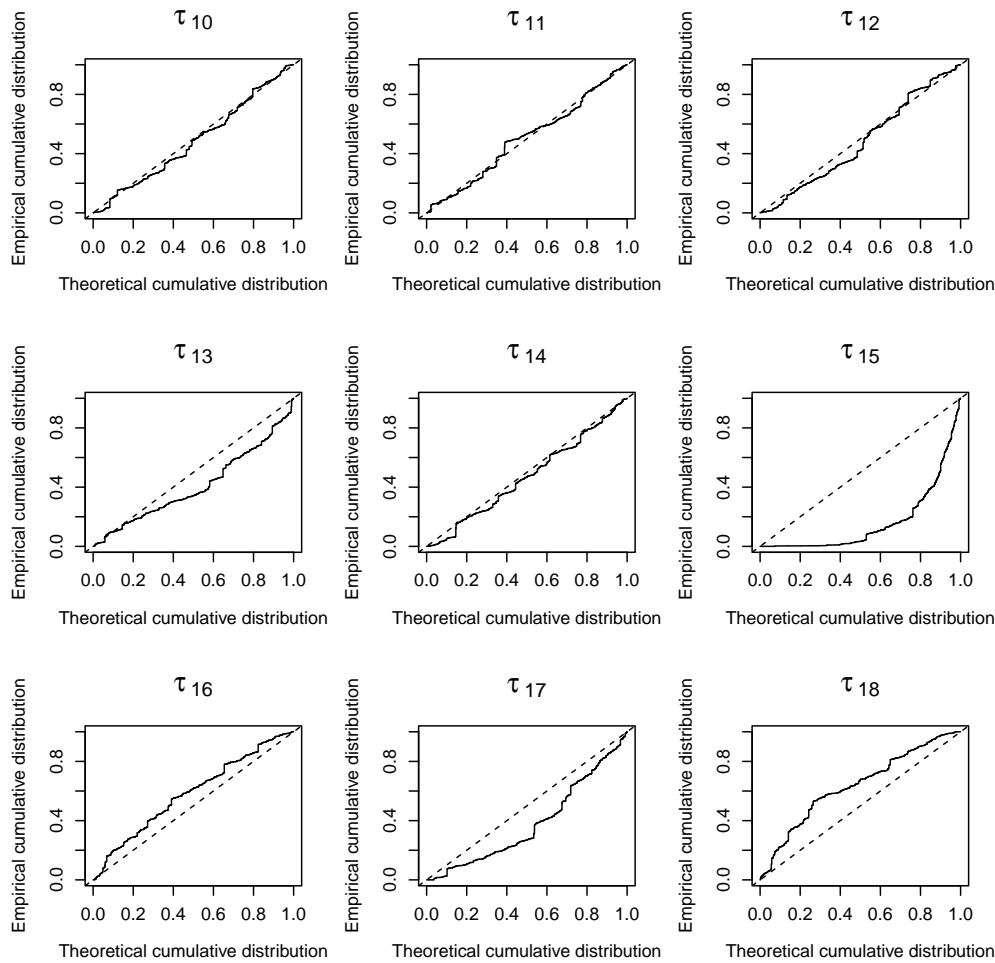 τ 10
τ 11
τ 12
Empirical cumulative distribution
0.0 0.4 0.8
0.0 0.2 0.4 0.6 0.8 1.0
Theoretical cumulative distribution
Empirical cumulative distribution
0.0 0.4 0.8
0.0 0.2 0.4 0.6 0.8 1.0
Theoretical cumulative distribution
Empirical cumulative distribution
0.0 0.4 0.8
0.0 0.2 0.4 0.6 0.8 1.0
Theoretical cumulative distribution
τ 13
τ 14
τ 15
Empirical cumulative distribution
0.0 0.4 0.8
0.0 0.2 0.4 0.6 0.8 1.0
Theoretical cumulative distribution
Empirical cumulative distribution
0.0 0.4 0.8
0.0 0.2 0.4 0.6 0.8 1.0
Theoretical cumulative distribution
Empirical cumulative distribution
0.0 0.4 0.8
0.0 0.2 0.4 0.6 0.8 1.0
Theoretical cumulative distribution
τ 16
τ 17
τ 18
Empirical cumulative distribution
0.0 0.4 0.8
0.0 0.2 0.4 0.6 0.8 1.0
Theoretical cumulative distribution
Empirical cumulative distribution
0.0 0.4 0.8
0.0 0.2 0.4 0.6 0.8 1.0
Theoretical cumulative distribution
Empirical cumulative distribution
0.0 0.4 0.8
0.0 0.2 0.4 0.6 0.8 1.0
Theoretical cumulative distribution